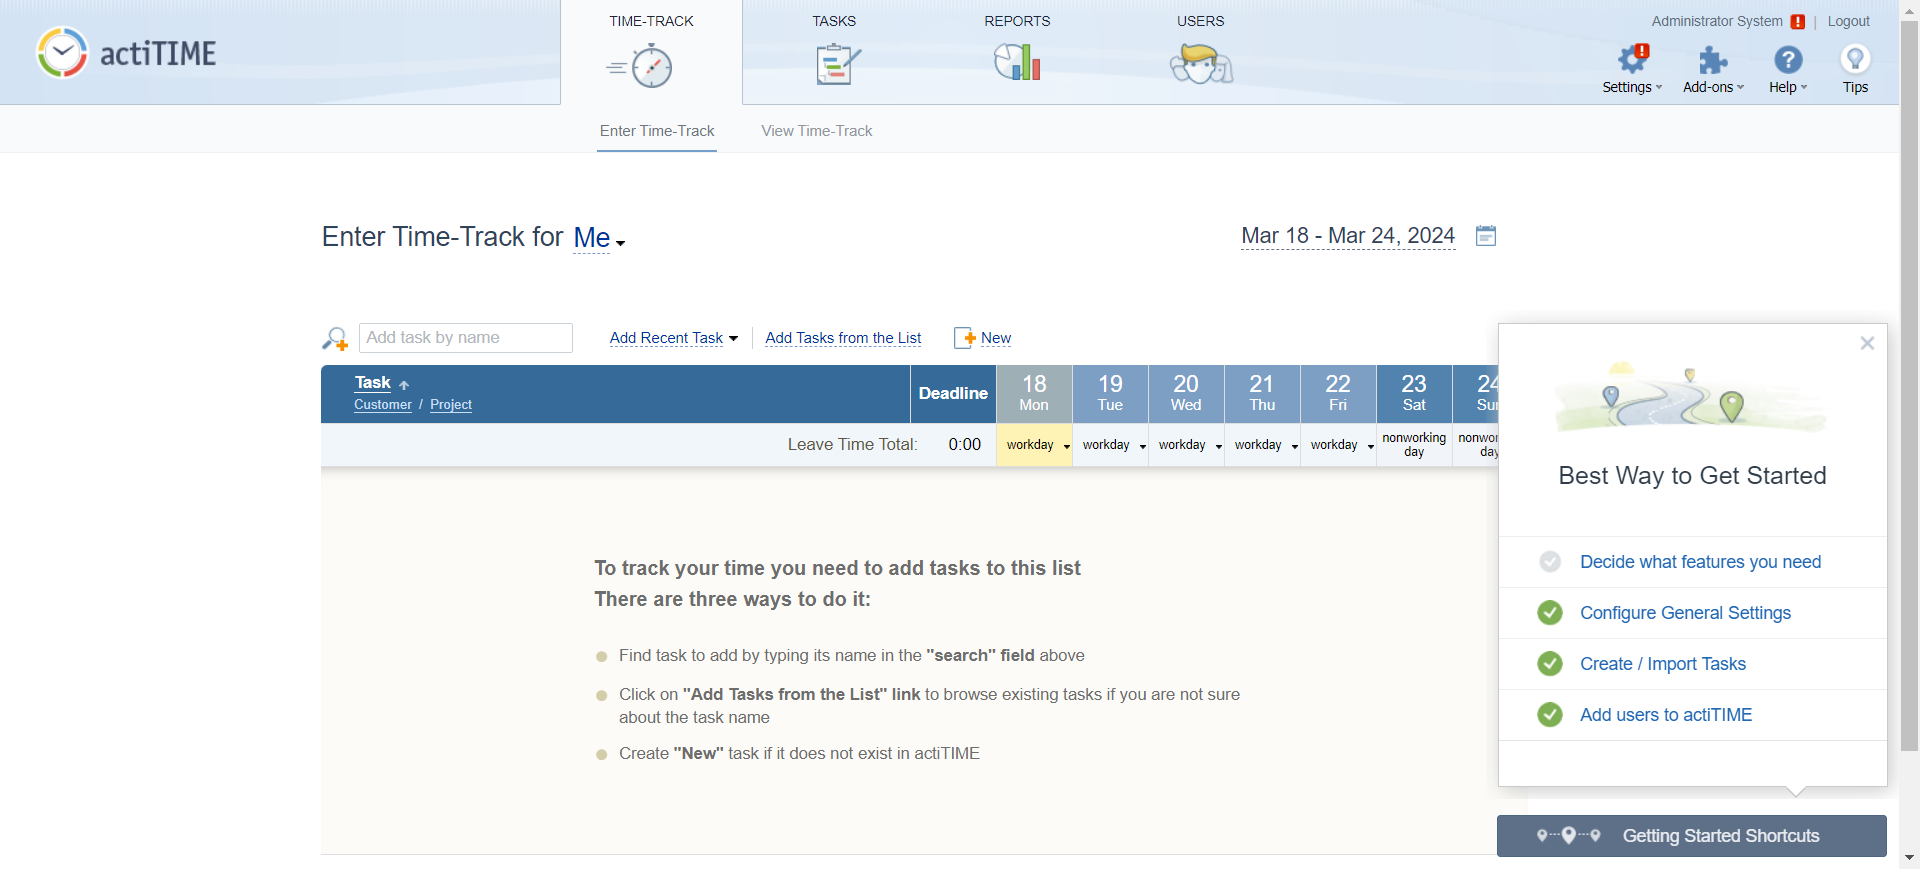 actiTIME
TIME-TRACK
TASKS
REPORTS
USERS
Administrator System
Logout
Settings
Add-ons
Help
Tips
Enter Time-Track
View Time-Track
Enter Time-Track for Me
Mar 18 - Mar 24, 2024
Add task by name
Add Recent Task
Add Tasks from the List
New
Task
Customer / Project
Deadline
18 Mon
19 Tue
20 Wed
21 Thu
22 Fri
23 Sat
24
Leave Time Total: 0:00
workday
workday
workday
workday
workday
nonworking day
To track your time you need to add tasks to this list
There are three ways to do it:
Find task to add by typing its name in the "search" field above
Click on "Add Tasks from the List" link to browse existing tasks if you are not sure
about the task name
Create "New" task if it does not exist in actiTIME
Best Way to Get Started
Decide what features you need
Configure General Settings
Create / Import Tasks
Add users to actiTIME
Getting Started Shortcuts